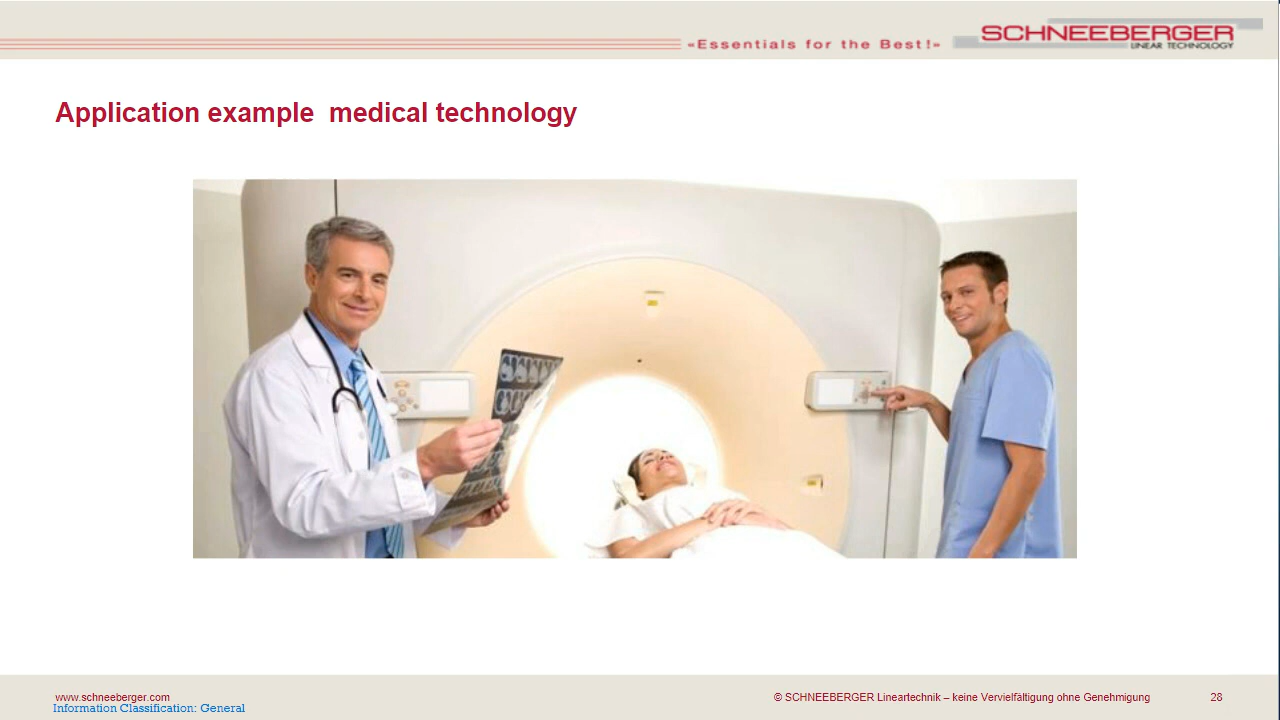 «Essentials for the Best!»
SCHNEEBERGER
LINEAR TECHNOLOGY
Application example  medical technology
www.schneeberger.com
© SCHNEEBERGER Lineartechnik – keine Vervielfältigung ohne Genehmigung
28
Information Classification: General